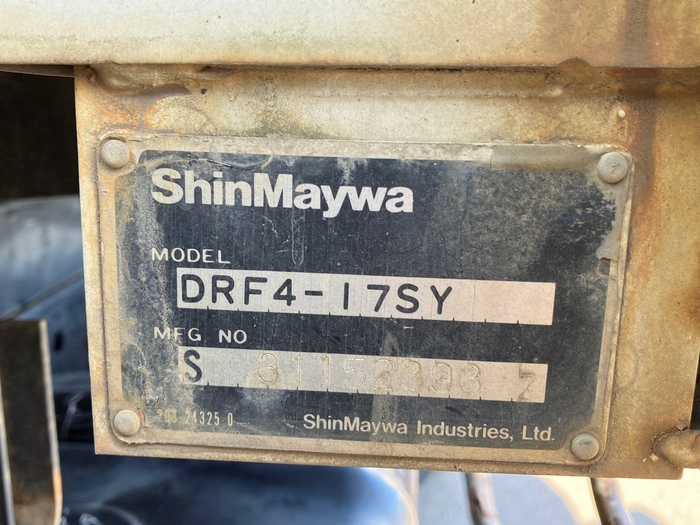 ShinMaywa
MODEL
DRF4-17SY
MFG NO
S
ShinMaywa Industries, Ltd.